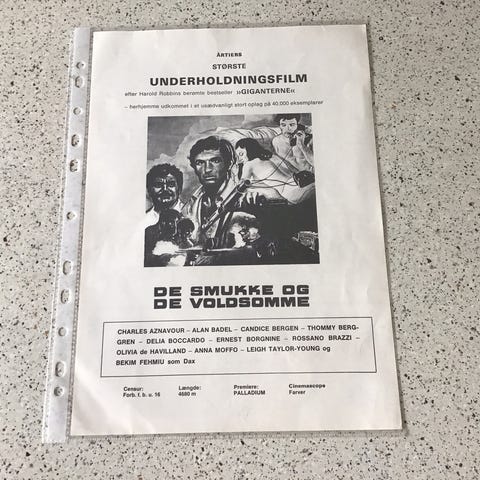 ÅRTIERS
STØRSTE
UNDERHOLDNINGSFILM
efter Harold Robbins berømte bestseller »GIGANTERNE«
– herhjemme udkommet i et usædvanligt stort oplag på 40.000 eksemplarer
DE SMUKKE OG
DE VOLDSOMME
CHARLES AZNAVOUR – ALAN BADEL – CANDICE BERGEN – THOMMY BERG-
GREN – DELIA BOCCARDO – ERNEST BORGNINE – ROSSANO BRAZZI –
OLIVIA de HAVILLAND – ANNA MOFFO – LEIGH TAYLOR-YOUNG og
BEKIM FEHMIU som Dax
Censur: Længde: Premiere: Cinemascope
Forb. f. b. u. 16 4680 m PALLADIUM Farver